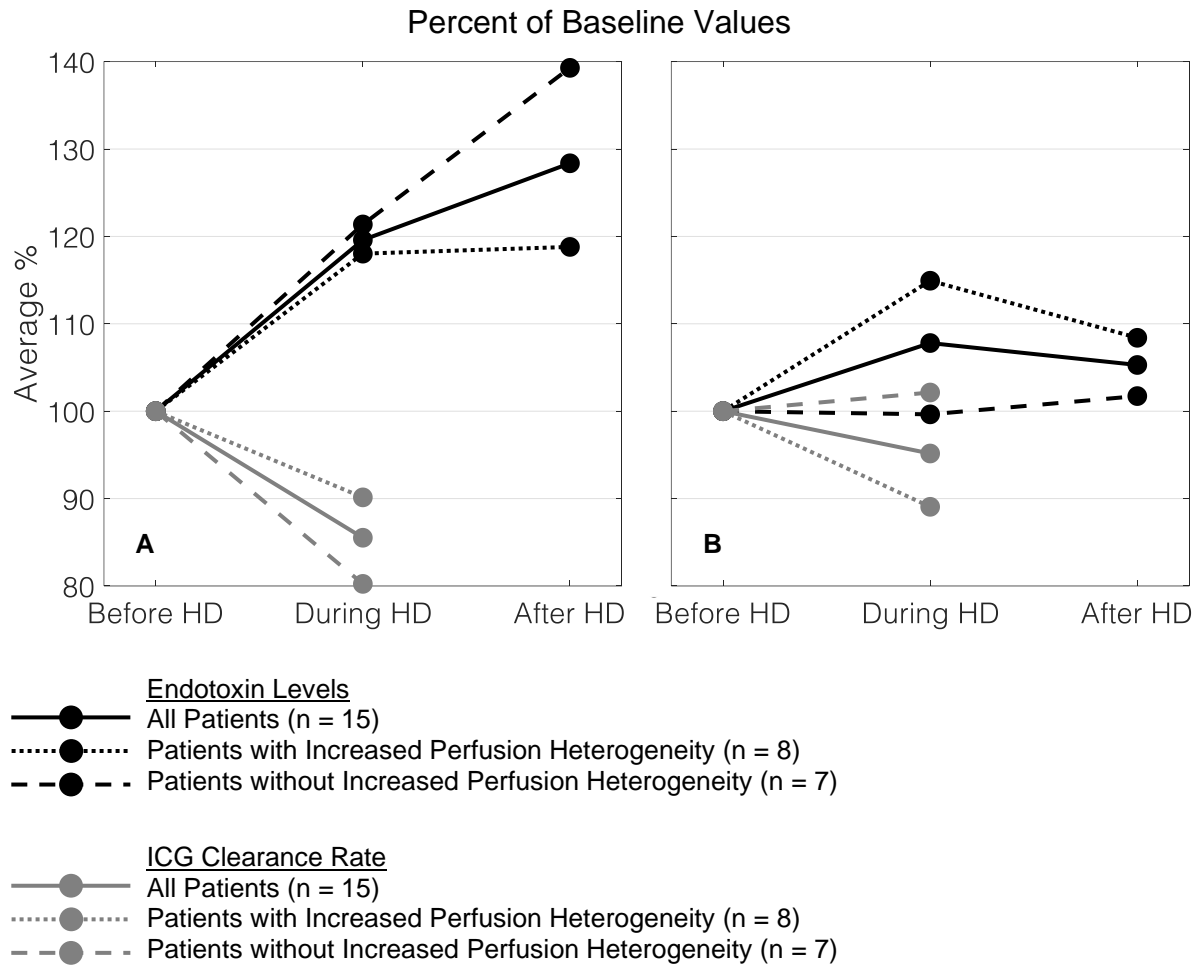 Percent of Baseline Values
140
130
120
110
100
90
80
Average %
A
B
Before HD
During HD
After HD
Before HD
During HD
After HD
Endotoxin Levels
All Patients (n = 15)
Patients with Increased Perfusion Heterogeneity (n = 8)
Patients without Increased Perfusion Heterogeneity (n = 7)
ICG Clearance Rate
All Patients (n = 15)
Patients with Increased Perfusion Heterogeneity (n = 8)
Patients without Increased Perfusion Heterogeneity (n = 7)